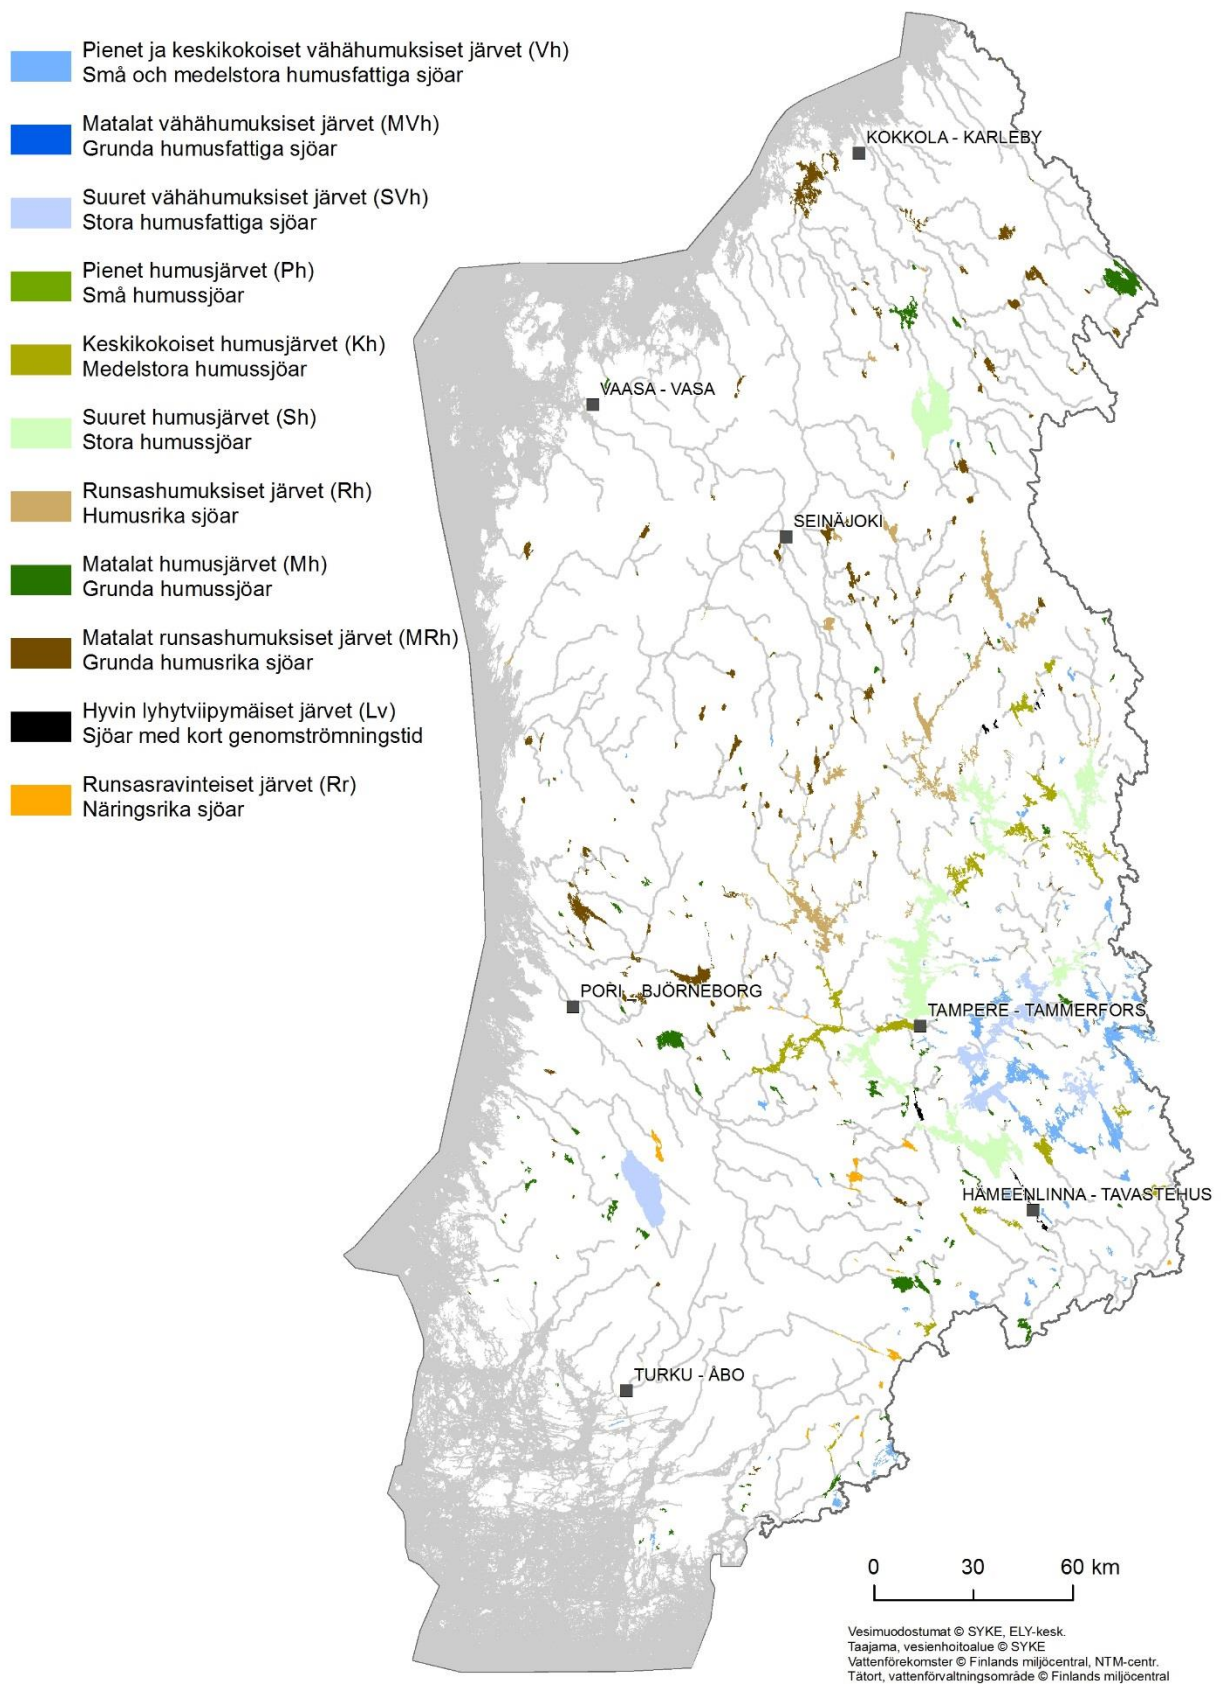 Pienet ja keskikokoiset vähähumuksiset järvet (Vh)
Små och medelstora humusfattiga sjöar
Matalat vähähumuksiset järvet (MVh)
Grunda humusfattiga sjöar
Suuret vähähumuksiset järvet (SVh)
Stora humusfattiga sjöar
Pienet humusjärvet (Ph)
Små humussjöar
Keskikokoiset humusjärvet (Kh)
Medelstora humussjöar
Suuret humusjärvet (Sh)
Stora humussjöar
Runsashumuksiset järvet (Rh)
Humusrika sjöar
Matalat humusjärvet (Mh)
Grunda humussjöar
Matalat runsashumuksiset järvet (MRh)
Grunda humusrika sjöar
Hyvin lyhytviipymäiset järvet (Lv)
Sjöar med kort genomströmningstid
Runsasravinteiset järvet (Rr)
Näringsrika sjöar
KOKKOLA - KARLEBY
VAASA - VASA
SEINÄJOKI
PORI - BJÖRNEBORG
TAMPERE - TAMMERFORS
HÄMEENLINNA - TAVASTEHUS
TURKU - ÅBO
0 30 60 km
Vesimuodostumat © SYKE, ELY-kesk.
Taajama, vesienhoitoalue © SYKE
Vattenförekomster © Finlands miljöcentral, NTM-centr.
Tätort, vattenförvaltningsområde © Finlands miljöcentral